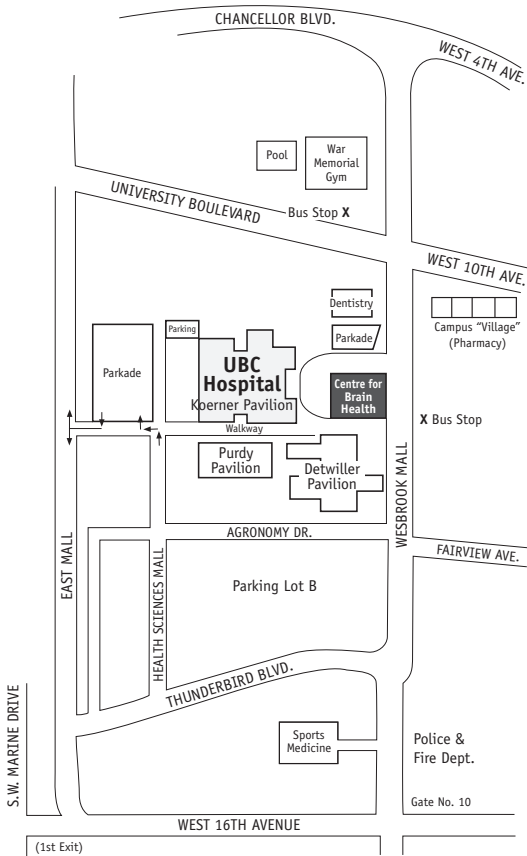 CHANCELLOR BLVD.
WEST 4TH AVE.
Pool
War
Memorial
Gym
UNIVERSITY BOULEVARD
Bus Stop X
WEST 10TH AVE.
Dentistry
Campus "Village"
(Pharmacy)
Parking
Parkade
Parkade
UBC
Hospital
Koerner Pavilion
Centre for
Brain
Health
X Bus Stop
Walkway
Purdy
Pavilion
Detwiller
Pavilion
WESBROOK MALL
AGRONOMY DR.
FAIRVIEW AVE.
EAST MALL
HEALTH SCIENCES MALL
Parking Lot B
THUNDERBIRD BLVD.
S.W. MARINE DRIVE
Sports
Medicine
Police &
Fire Dept.
Gate No. 10
WEST 16TH AVENUE
(1st Exit)